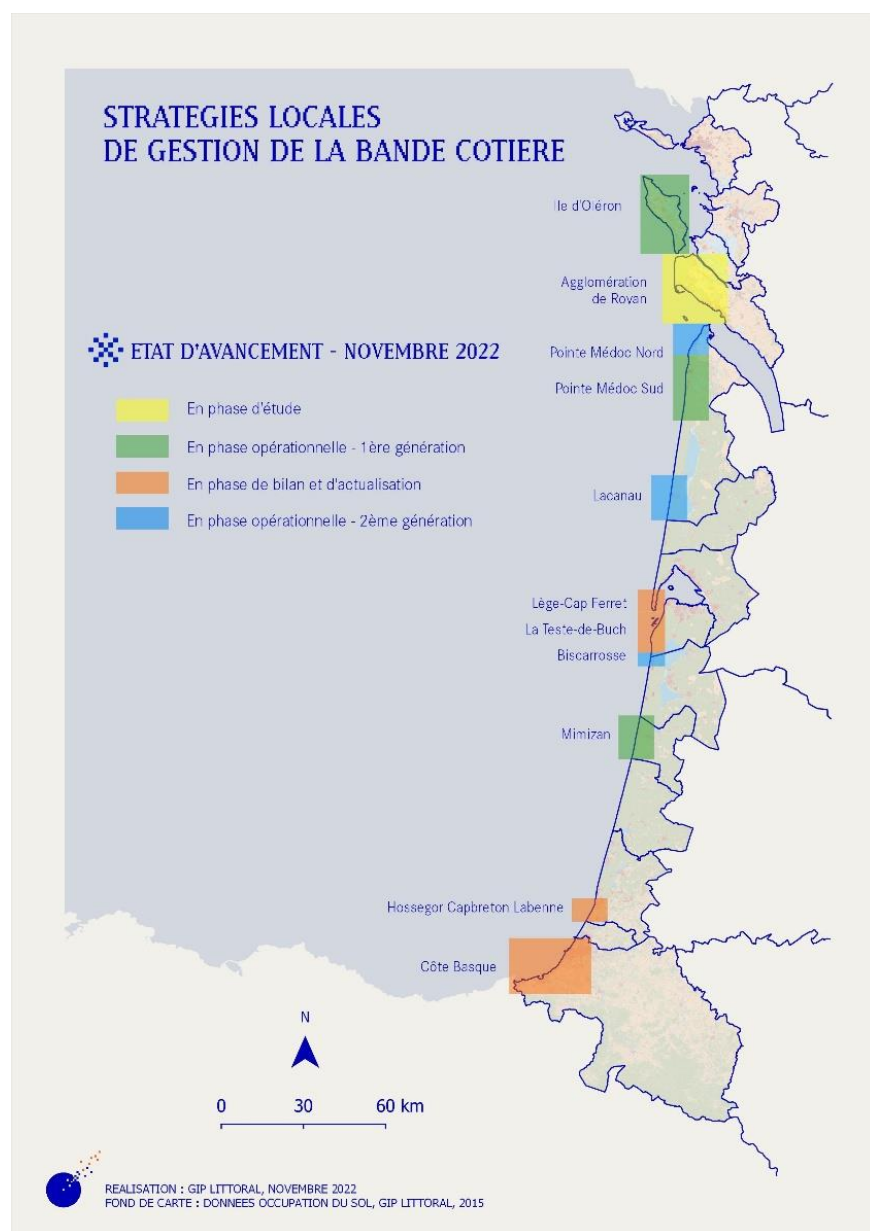 STRATEGIES LOCALES
DE GESTION DE LA BANDE COTIERE
Ile d'Oléron
Agglomération
de Royan
ETAT D'AVANCEMENT - NOVEMBRE 2022
Pointe Médoc Nord
Pointe Médoc Sud
En phase d'étude
En phase opérationnelle - 1ère génération
En phase de bilan et d'actualisation
En phase opérationnelle - 2ème génération
Lacanau
Lège-Cap Ferret
La Teste-de-Buch
Biscarrosse
Mimizan
Hossegor Capbreton Labenne
Côte Basque
N
0 30 60 km
REALISATION : GIP LITTORAL, NOVEMBRE 2022
FOND DE CARTE : DONNEES OCCUPATION DU SOL, GIP LITTORAL, 2015